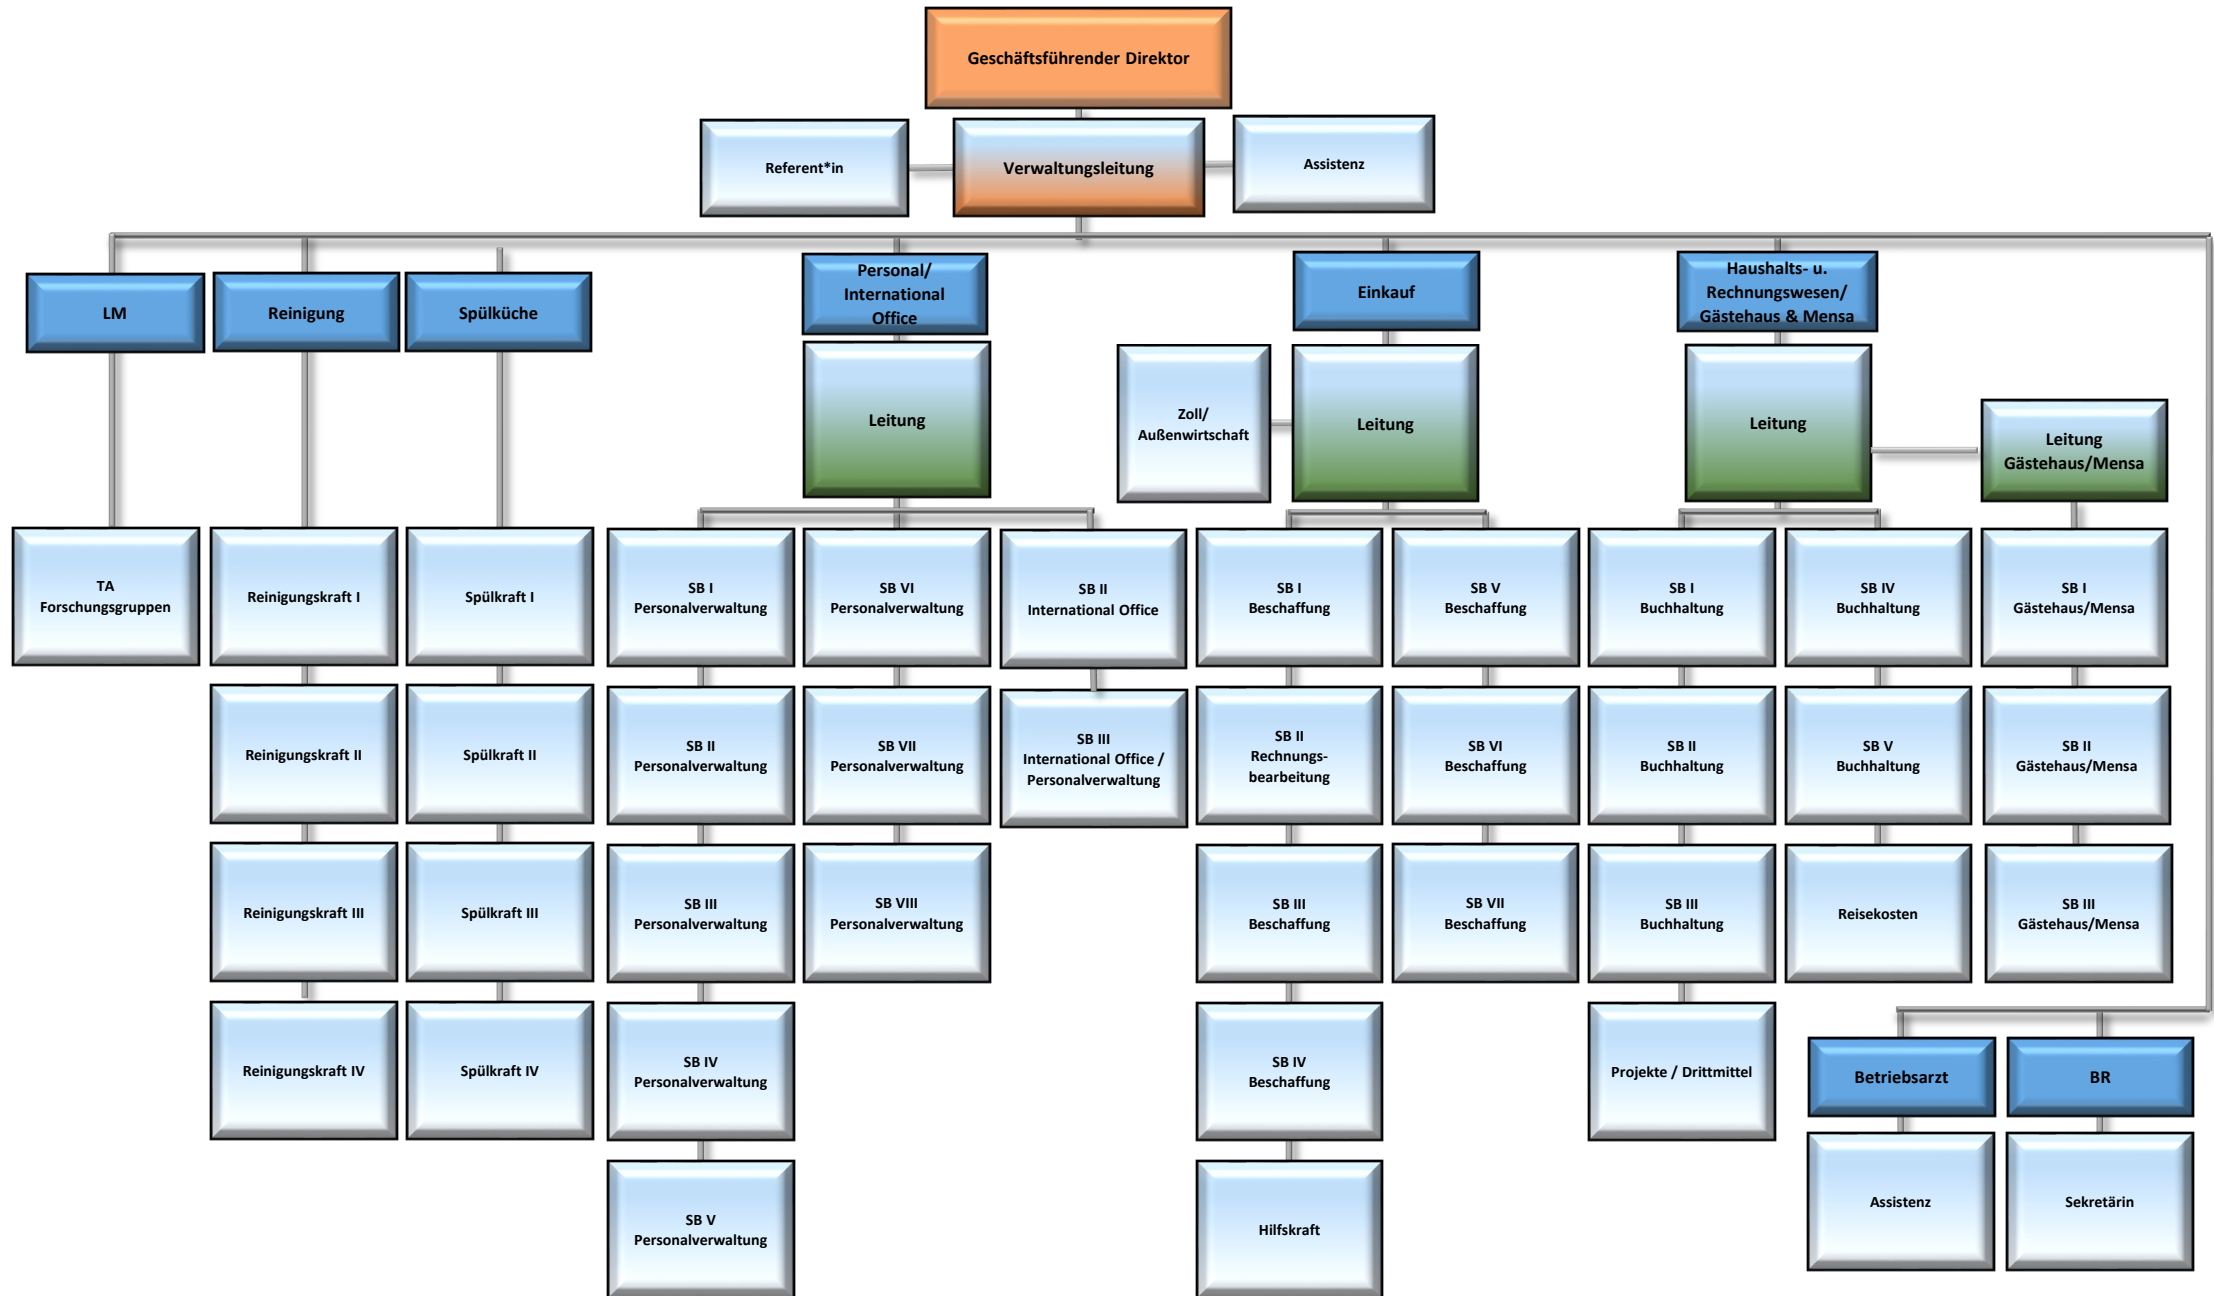 Geschäftsführender Direktor
Referent*in
Verwaltungsleitung
Assistenz
LM
Reinigung
Spülküche
Personal/
International
Office
Einkauf
Haushalts- u.
Rechnungswesen/
Gästehaus & Mensa
Leitung
Zoll/
Außenwirtschaft
Leitung
Leitung
Leitung
Gästehaus/Mensa
TA
Forschungsgruppen
Reinigungskraft I
Spülkraft I
SB I
Personalverwaltung
SB VI
Personalverwaltung
SB II
International Office
SB I
Beschaffung
SB V
Beschaffung
SB I
Buchhaltung
SB IV
Buchhaltung
SB I
Gästehaus/Mensa
Reinigungskraft II
Spülkraft II
SB II
Personalverwaltung
SB VII
Personalverwaltung
SB III
International Office /
Personalverwaltung
SB II
Rechnungs-
bearbeitung
SB VI
Beschaffung
SB II
Buchhaltung
SB V
Buchhaltung
SB II
Gästehaus/Mensa
Reinigungskraft III
Spülkraft III
SB III
Personalverwaltung
SB VIII
Personalverwaltung
SB III
Beschaffung
SB VII
Beschaffung
SB III
Buchhaltung
Reisekosten
SB III
Gästehaus/Mensa
Reinigungskraft IV
Spülkraft IV
SB IV
Personalverwaltung
SB IV
Beschaffung
Projekte / Drittmittel
Betriebsarzt
BR
SB V
Personalverwaltung
Hilfskraft
Assistenz
Sekretärin